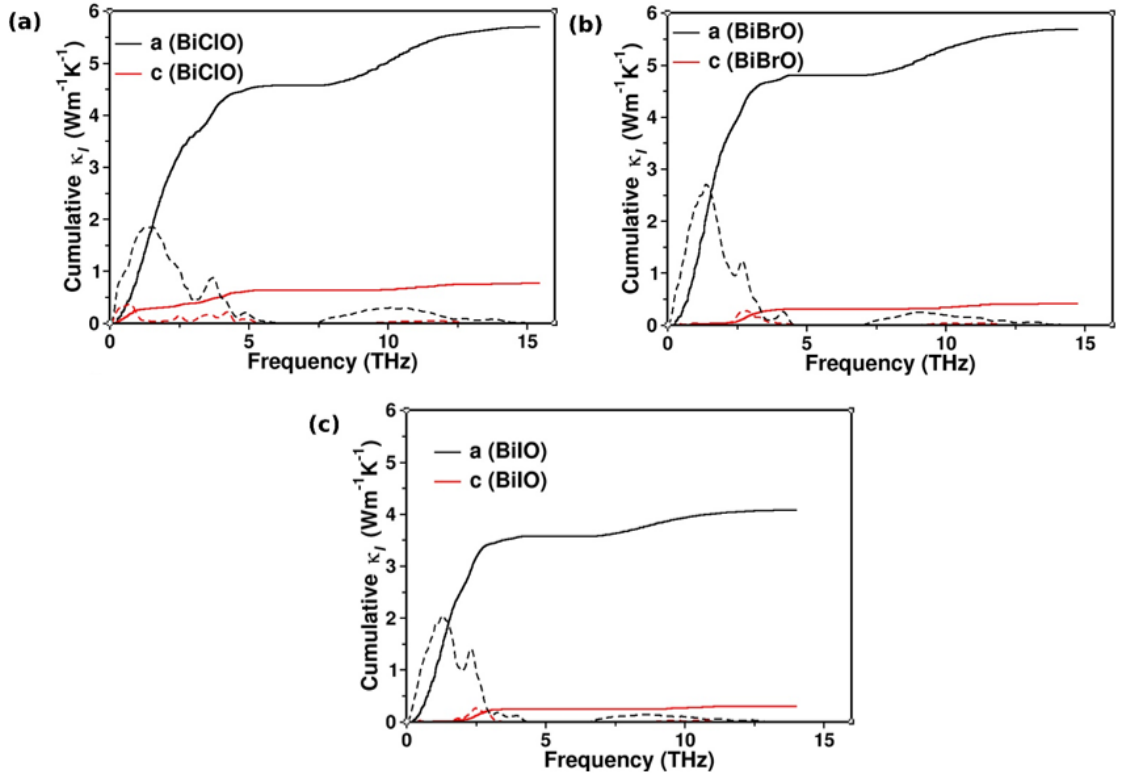 (a)
6
5
4
3
2
1
0
Cumulative κl (Wm-1K-1)
a (BiClO)
c (BiClO)
0 5 10 15
Frequency (THz)
(b)
6
5
4
3
2
1
0
Cumulative κl (Wm-1K-1)
a (BiBrO)
c (BiBrO)
0 5 10 15
Frequency (THz)
(c)
6
5
4
3
2
1
0
Cumulative κl (Wm-1K-1)
a (BiIO)
c (BiIO)
0 5 10 15
Frequency (THz)